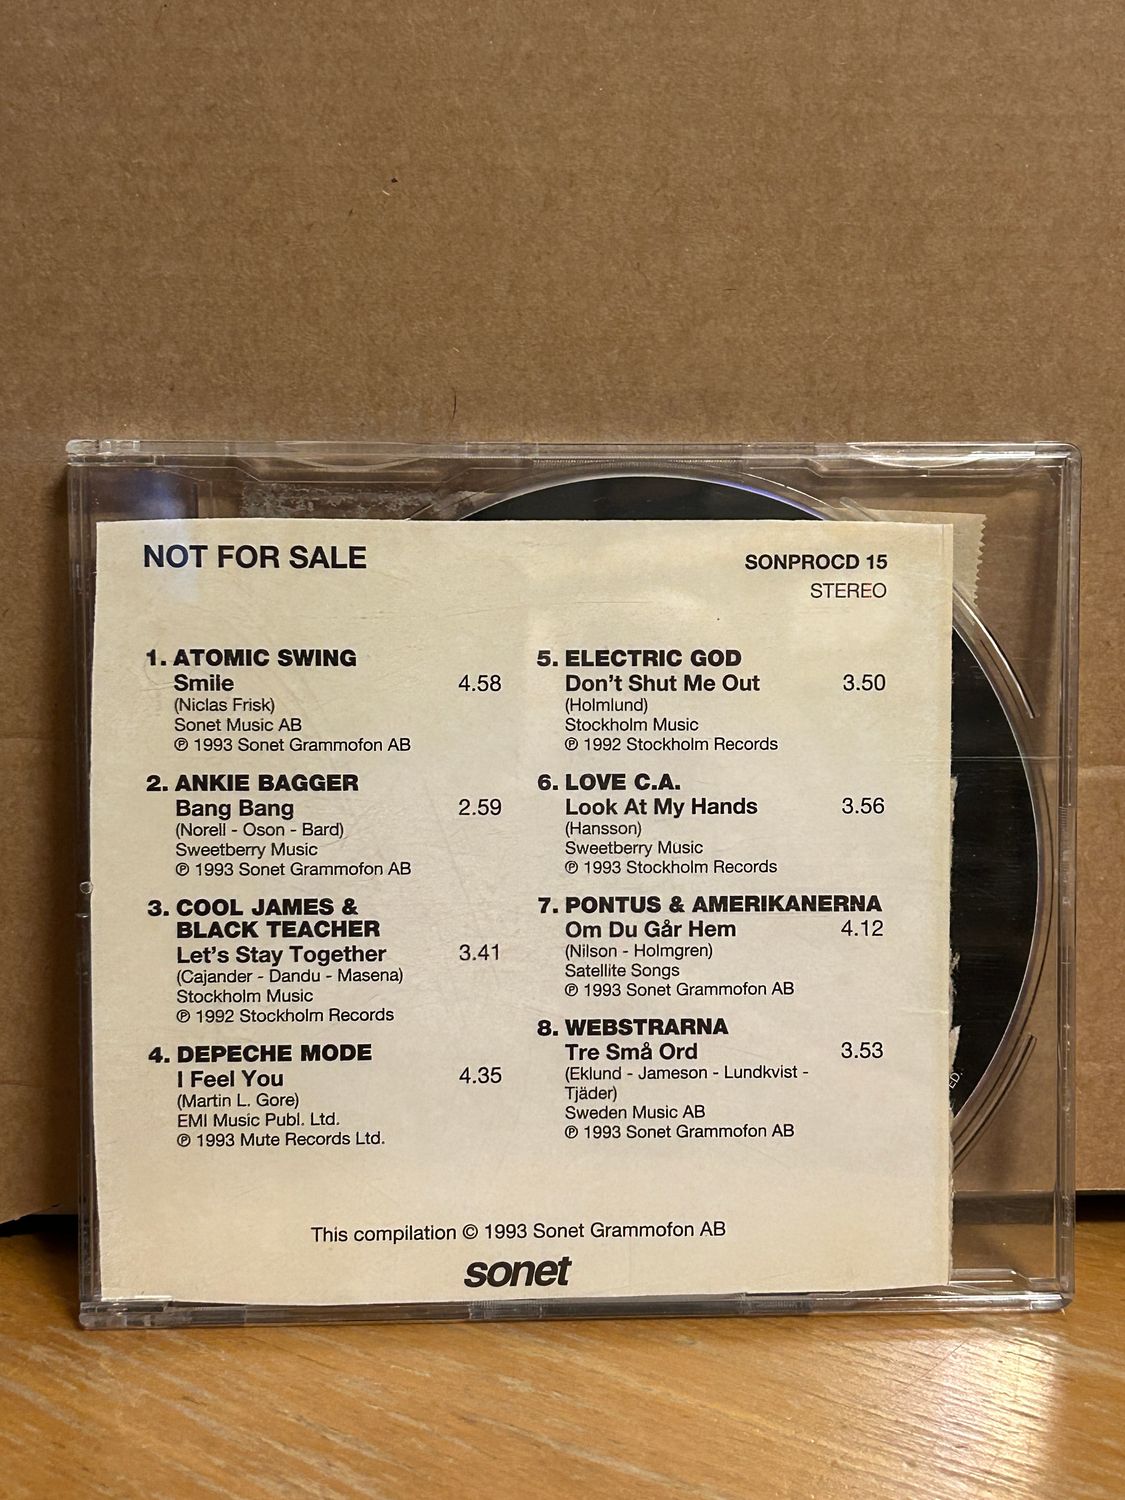 NOT FOR SALE
SONPROCD 15
STEREO
1. ATOMIC SWING
Smile 4.58
(Niclas Frisk)
Sonet Music AB
℗ 1993 Sonet Grammofon AB
2. ANKIE BAGGER
Bang Bang 2.59
(Norell - Oson - Bard)
Sweetberry Music
℗ 1993 Sonet Grammofon AB
3. COOL JAMES &
BLACK TEACHER
Let's Stay Together 3.41
(Cajander - Dandu - Masena)
Stockholm Music
℗ 1992 Stockholm Records
4. DEPECHE MODE
I Feel You 4.35
(Martin L. Gore)
EMI Music Publ. Ltd.
℗ 1993 Mute Records Ltd.
5. ELECTRIC GOD
Don't Shut Me Out 3.50
(Holmlund)
Stockholm Music
℗ 1992 Stockholm Records
6. LOVE C.A.
Look At My Hands 3.56
(Hansson)
Sweetberry Music
℗ 1993 Stockholm Records
7. PONTUS & AMERIKANERNA
Om Du Går Hem 4.12
(Nilson - Holmgren)
Satellite Songs
℗ 1993 Sonet Grammofon AB
8. WEBSTRARNA
Tre Små Ord 3.53
(Eklund - Jameson - Lundkvist -
Tjäder)
Sweden Music AB
℗ 1993 Sonet Grammofon AB
This compilation © 1993 Sonet Grammofon AB
sonet